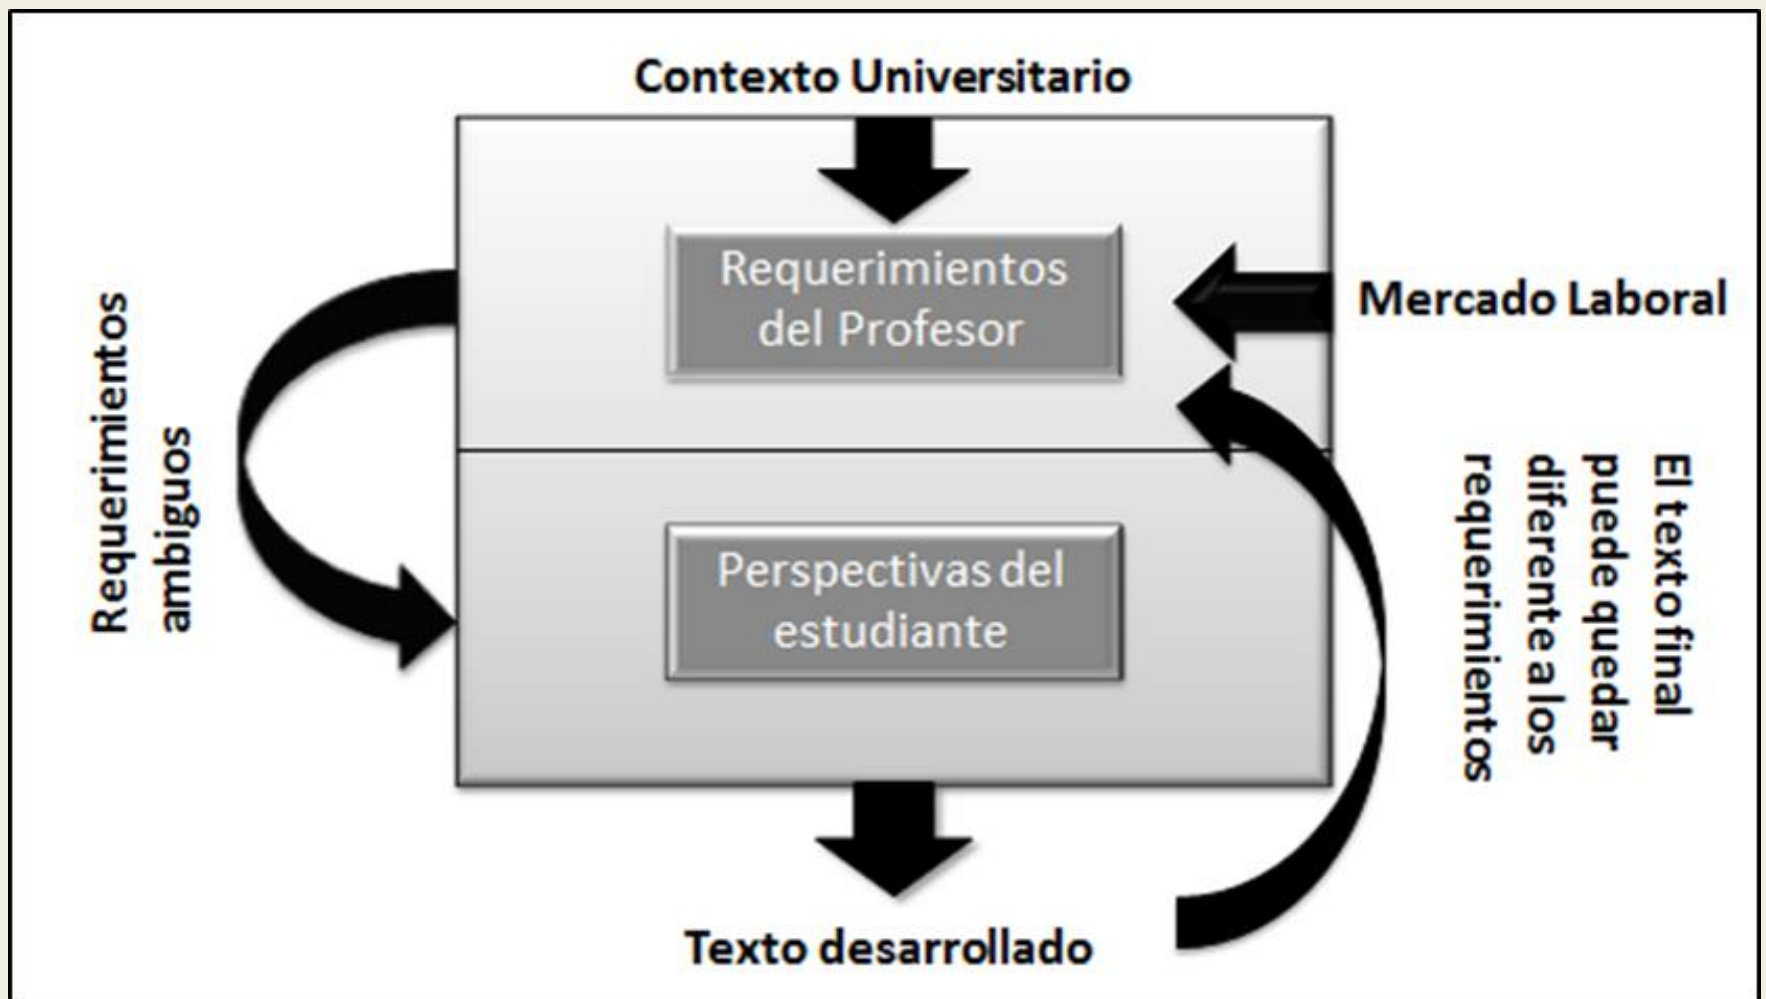 Contexto Universitario
Requerimientos
del Profesor
Mercado Laboral
Requerimientos
ambiguos
Perspectivas del
estudiante
El texto final
puede quedar
diferente a los
requerimientos
Texto desarrollado